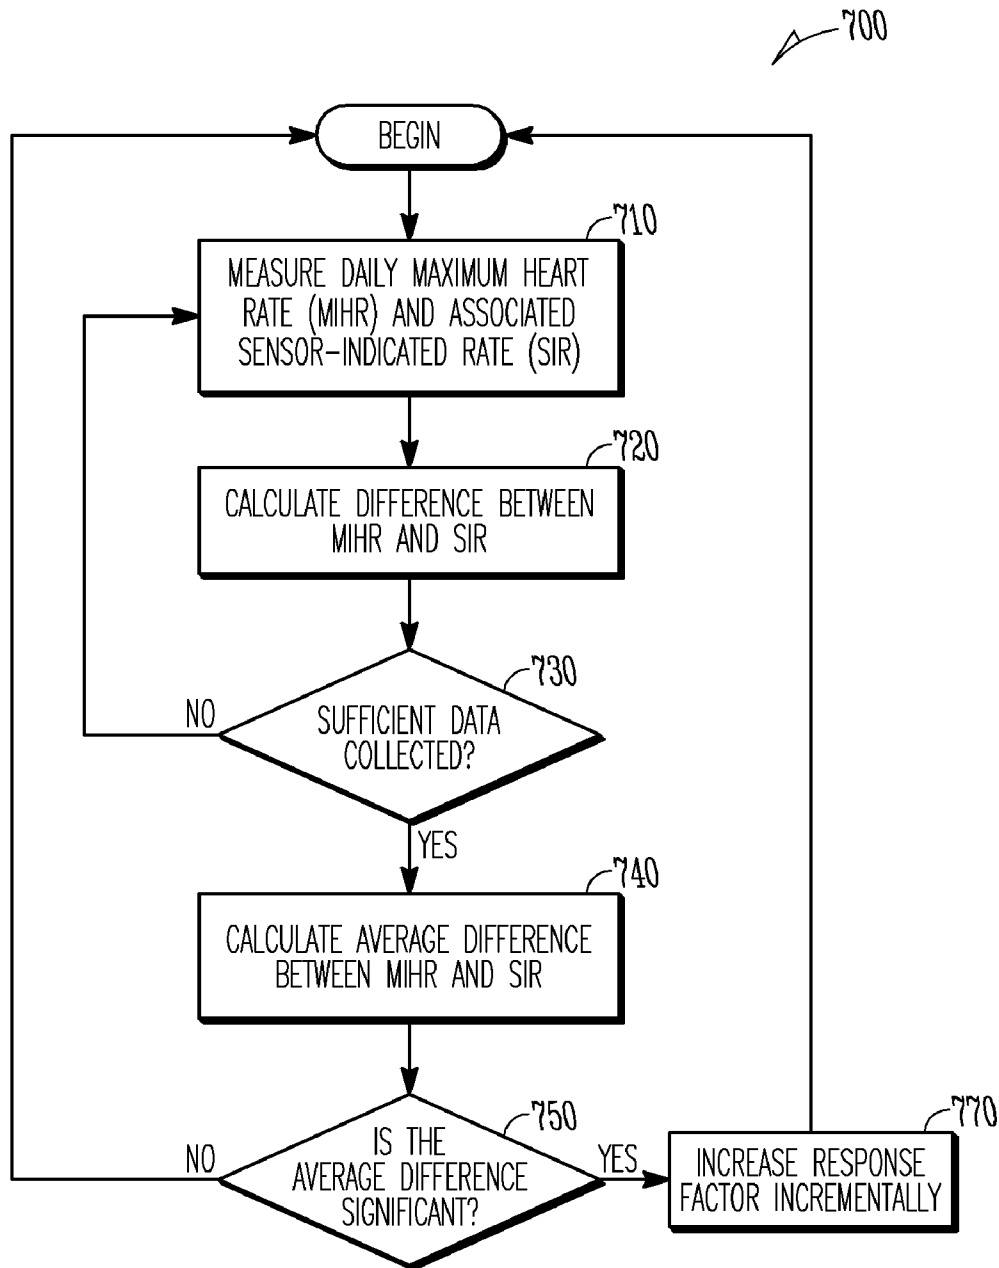 700
BEGIN
710
MEASURE DAILY MAXIMUM HEART
RATE (MIHR) AND ASSOCIATED
SENSOR-INDICATED RATE (SIR)
720
CALCULATE DIFFERENCE BETWEEN
MIHR AND SIR
730
SUFFICIENT DATA
COLLECTED?
NO
YES
740
CALCULATE AVERAGE DIFFERENCE
BETWEEN MIHR AND SIR
750
IS THE
AVERAGE DIFFERENCE
SIGNIFICANT?
NO
YES
770
INCREASE RESPONSE
FACTOR INCREMENTALLY